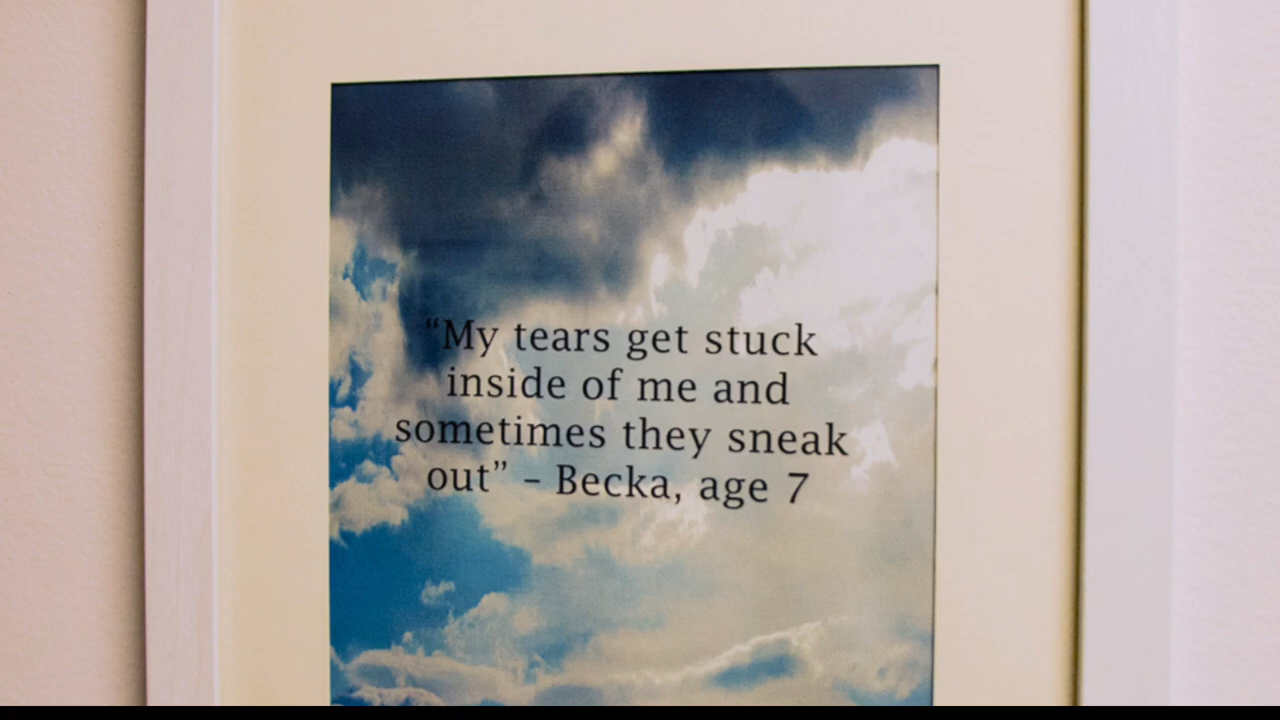 “My tears get stuck
inside of me and
sometimes they sneak
out” – Becka, age 7